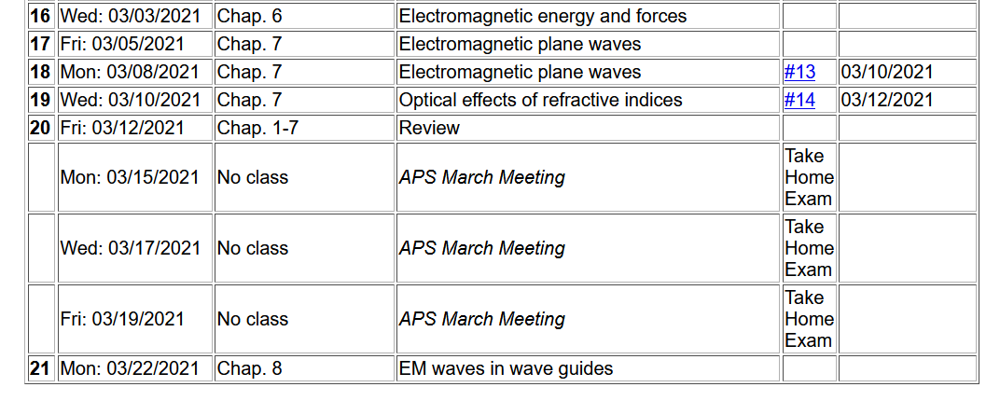 16 Wed: 03/03/2021 Chap. 6 Electromagnetic energy and forces
17 Fri: 03/05/2021 Chap. 7 Electromagnetic plane waves
18 Mon: 03/08/2021 Chap. 7 Electromagnetic plane waves #13 03/10/2021
19 Wed: 03/10/2021 Chap. 7 Optical effects of refractive indices #14 03/12/2021
20 Fri: 03/12/2021 Chap. 1-7 Review
Mon: 03/15/2021 No class APS March Meeting Take
Home
Exam
Wed: 03/17/2021 No class APS March Meeting Take
Home
Exam
Fri: 03/19/2021 No class APS March Meeting Take
Home
Exam
21 Mon: 03/22/2021 Chap. 8 EM waves in wave guides